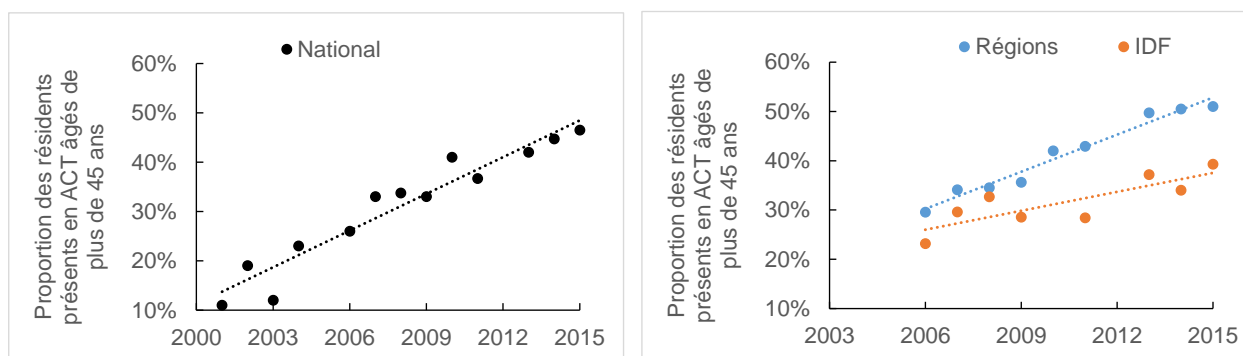 National
Proportion des résidents
présents en ACT âgés de
plus de 45 ans
60%
50%
40%
30%
20%
10%
2000 2003 2006 2009 2012 2015
Régions IDF
Proportion des résidents
présents en ACT âgés de
plus de 45 ans
60%
50%
40%
30%
20%
10%
2003 2006 2009 2012 2015